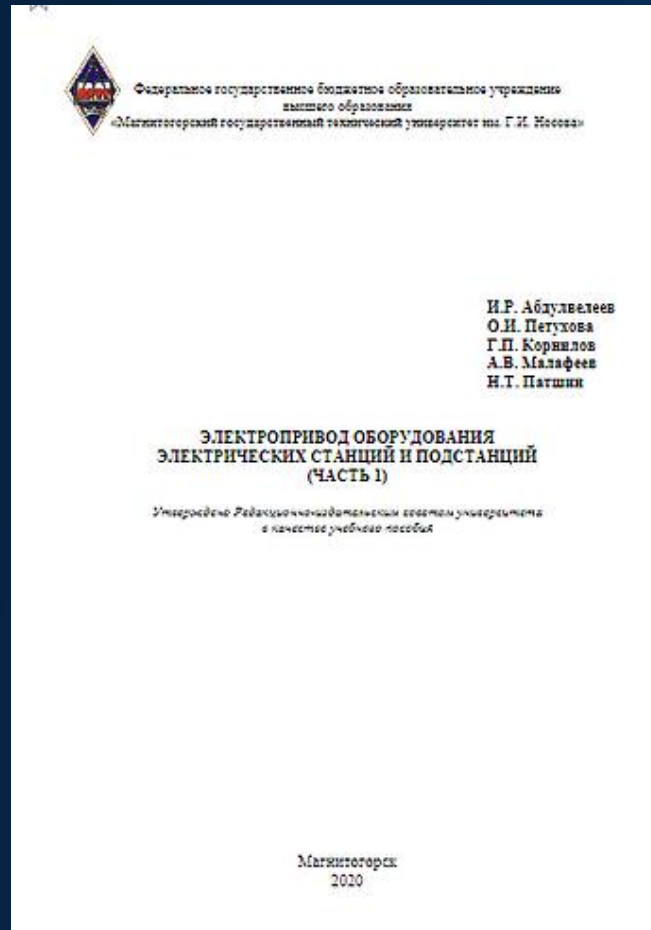 Федеральное государственное бюджетное образовательное учреждение
высшего образования
«Магнитогорский государственный технический университет им. Г.И. Носова»
И.Р. Абдулвелеев
О.И. Петухова
Г.П. Корнилов
А.В. Малафеев
Н.Т. Патшин
ЭЛЕКТРОПРИВОД ОБОРУДОВАНИЯ
ЭЛЕКТРИЧЕСКИХ СТАНЦИЙ И ПОДСТАНЦИЙ
(ЧАСТЬ 1)
Утверждено Редакционно-издательским советом университета
в качестве учебного пособия
Магнитогорск
2020